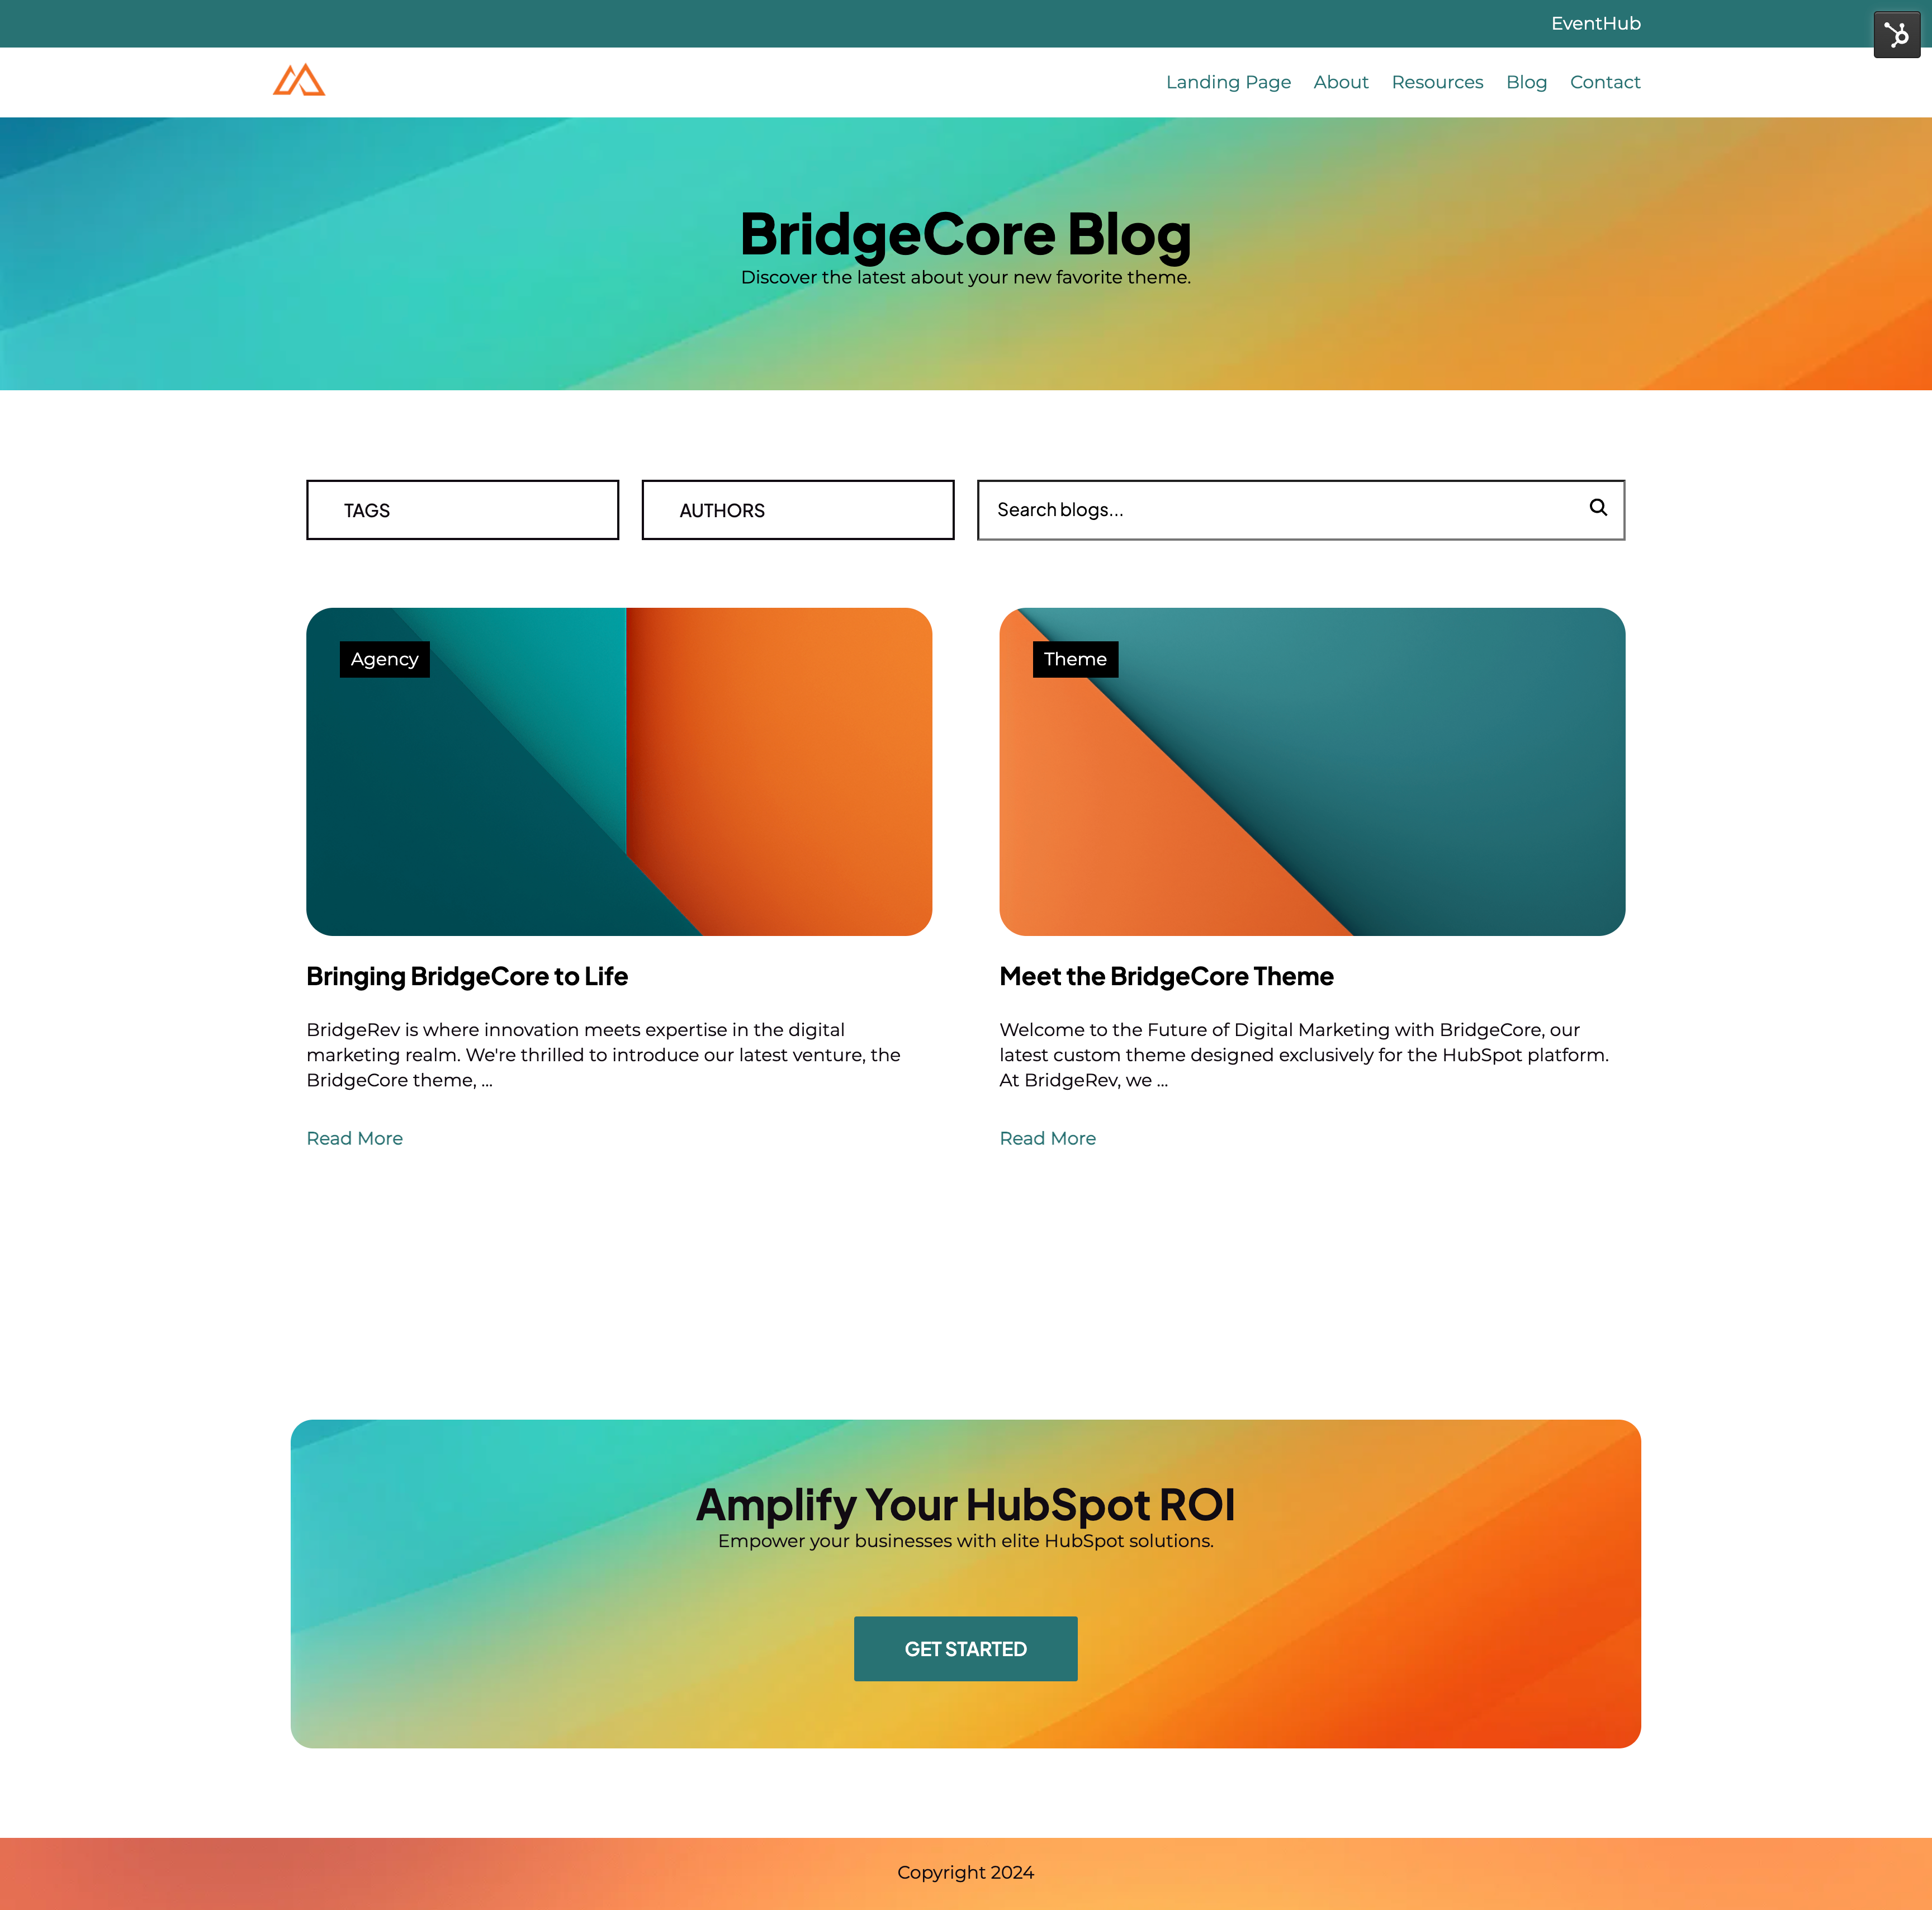 EventHub
Landing Page About Resources Blog Contact
BridgeCore Blog
Discover the latest about your new favorite theme.
TAGS AUTHORS Search blogs...
Agency
Theme
Bringing BridgeCore to Life
BridgeRev is where innovation meets expertise in the digital
marketing realm. We're thrilled to introduce our latest venture, the
BridgeCore theme, ...
Read More
Meet the BridgeCore Theme
Welcome to the Future of Digital Marketing with BridgeCore, our
latest custom theme designed exclusively for the HubSpot platform.
At BridgeRev, we ...
Read More
Amplify Your HubSpot ROI
Empower your businesses with elite HubSpot solutions.
GET STARTED
Copyright 2024